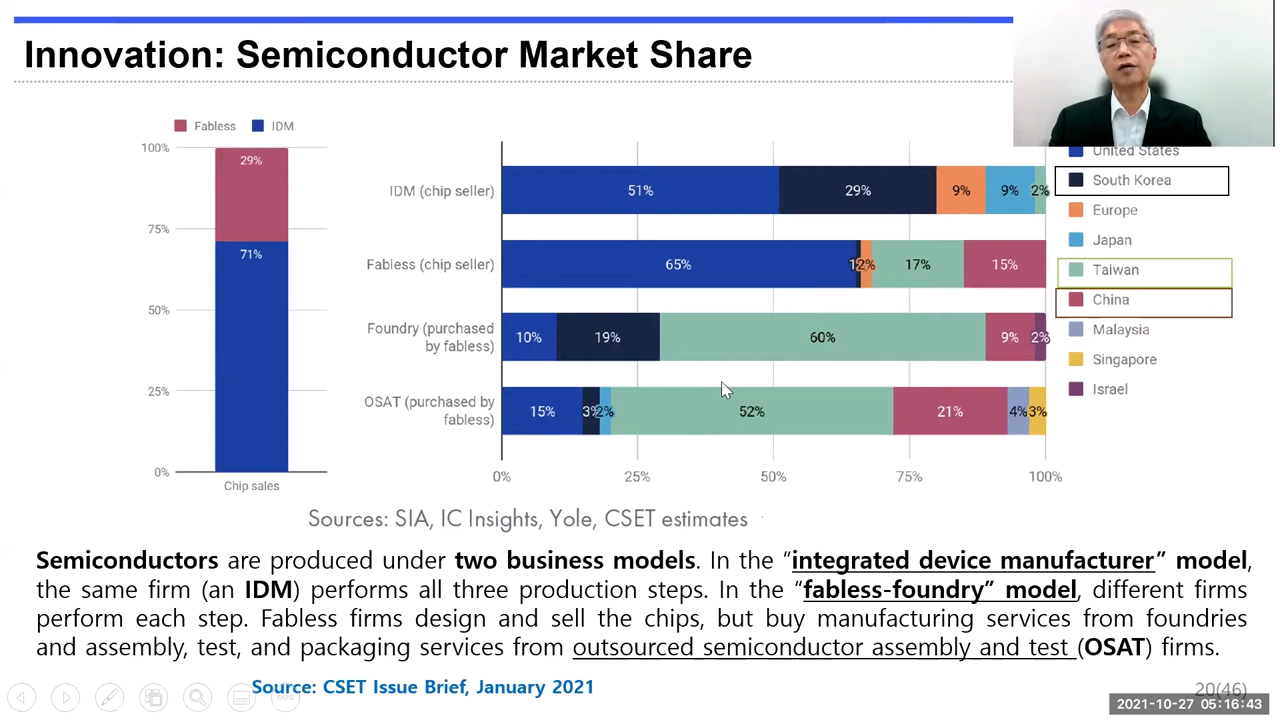 Innovation: Semiconductor Market Share
Fabless IDM
100%
75%
50%
25%
0%
29%
71%
Chip sales
IDM (chip seller)
51% 29% 9% 9% 2%
Fabless (chip seller)
65% 1% 2% 17% 15%
Foundry (purchased
by fabless)
10% 19% 60% 9% 2%
OSAT (purchased by
fabless)
15% 3% 2% 52% 21% 4% 3%
0% 25% 50% 75% 100%
United States
South Korea
Europe
Japan
Taiwan
China
Malaysia
Singapore
Israel
Sources: SIA, IC Insights, Yole, CSET estimates
Semiconductors are produced under two business models. In the “integrated device manufacturer” model,
the same firm (an IDM) performs all three production steps. In the “fabless-foundry” model, different firms
perform each step. Fabless firms design and sell the chips, but buy manufacturing services from foundries
and assembly, test, and packaging services from outsourced semiconductor assembly and test (OSAT) firms.
Source: CSET Issue Brief, January 2021
20(46)
2021-10-27 05:16:43